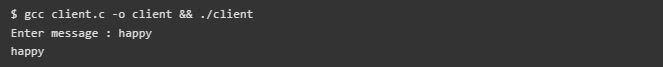 $ gcc client.c -o client && ./client
Enter message : happy
happy